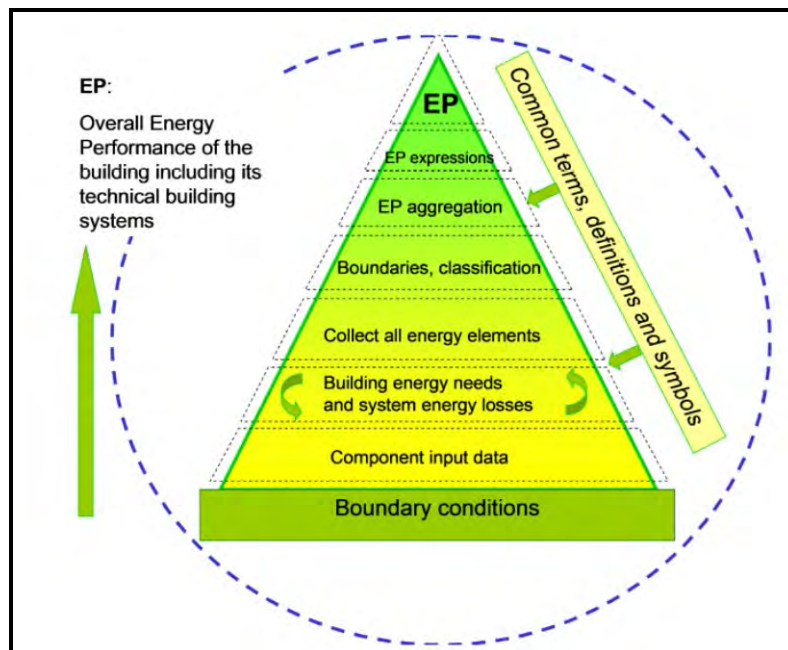 EP:
Overall Energy
Performance of the
building including its
technical building
systems
EP
EP expressions
EP aggregation
Boundaries, classification
Collect all energy elements
Building energy needs
and system energy losses
Component input data
Boundary conditions
Common terms, definitions and symbols